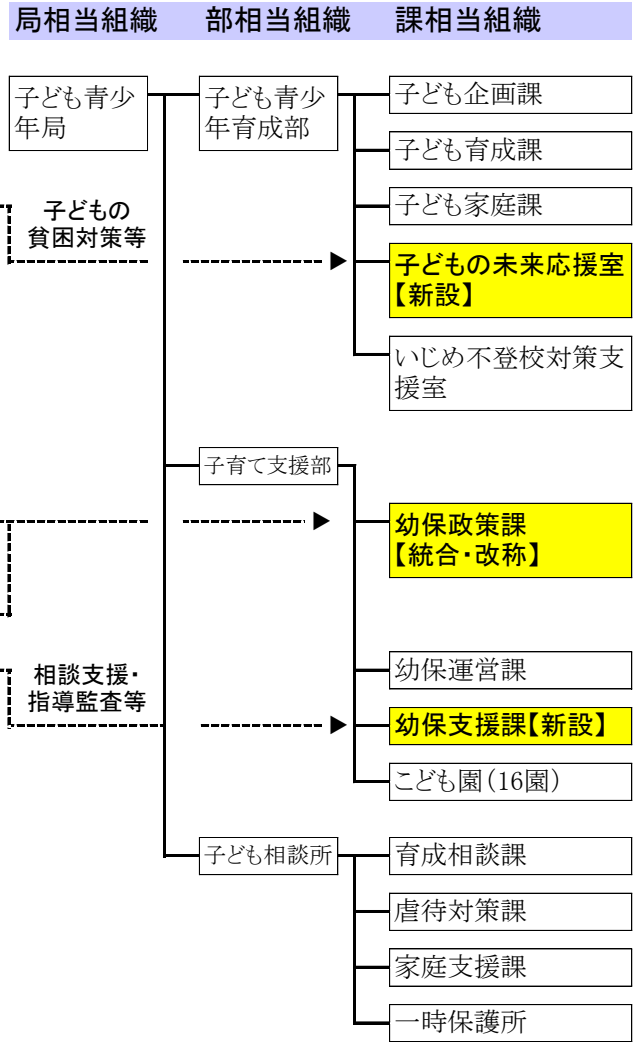 局相当組織　部相当組織　課相当組織
子ども青少
年局
子ども青少
年育成部
子ども企画課
子ども育成課
子ども家庭課
子どもの
貧困対策等
子どもの未来応援室
【新設】
いじめ不登校対策支
援室
子育て支援部
幼保政策課
【統合・改称】
幼保運営課
相談支援・
指導監査等
幼保支援課【新設】
こども園（16園）
子ども相談所
育成相談課
虐待対策課
家庭支援課
一時保護所